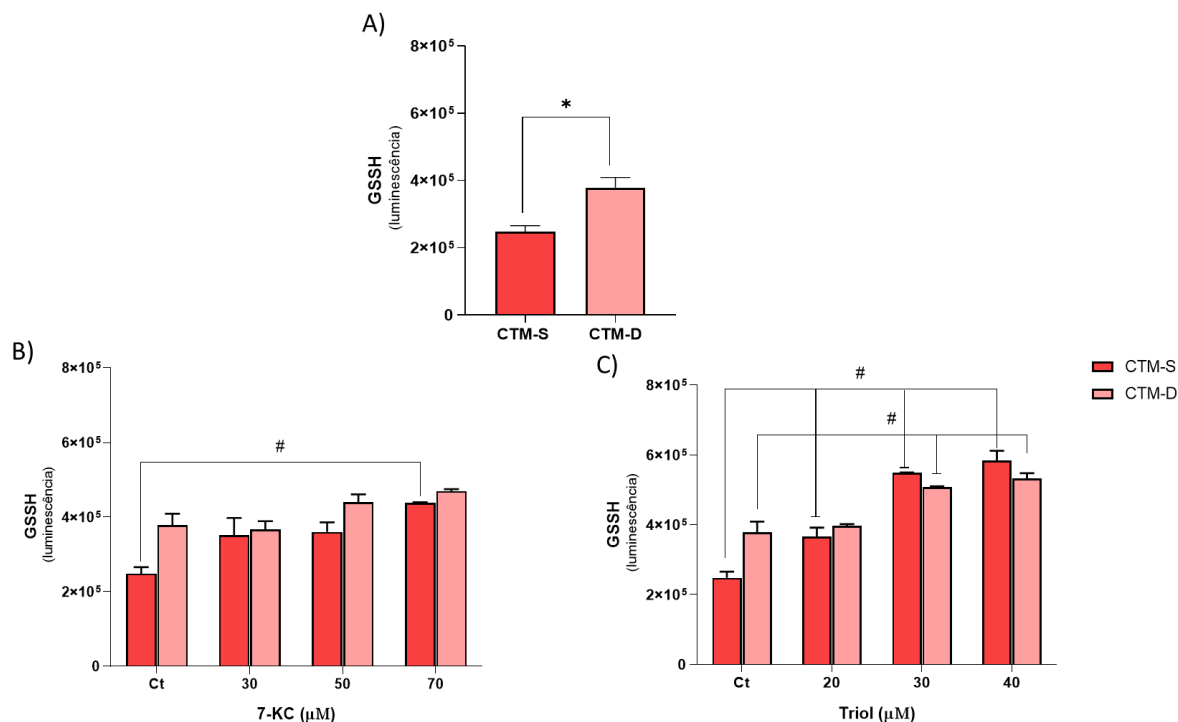 A)
8×10⁵
6×10⁵
4×10⁵
2×10⁵
0
GSSH
(luminescência)
*
CTM-S CTM-D
B)
8×10⁵
6×10⁵
4×10⁵
2×10⁵
0
GSSH
(luminescência)
#
Ct 30 50 70
7-KC (µM)
C)
8×10⁵
6×10⁵
4×10⁵
2×10⁵
0
GSSH
(luminescência)
#
#
Ct 20 30 40
Triol (µM)
CTM-S
CTM-D